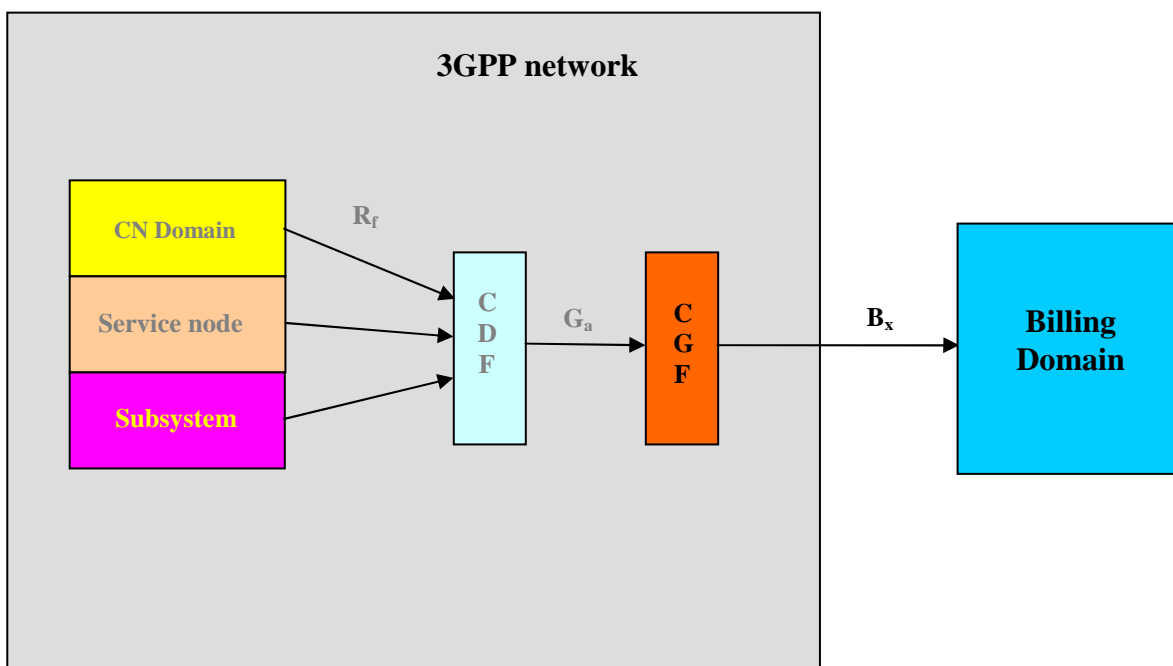 3GPP network
CN Domain
Service node
Subsystem
Rf
C
D
F
Ga
C
G
F
Bx
Billing
Domain